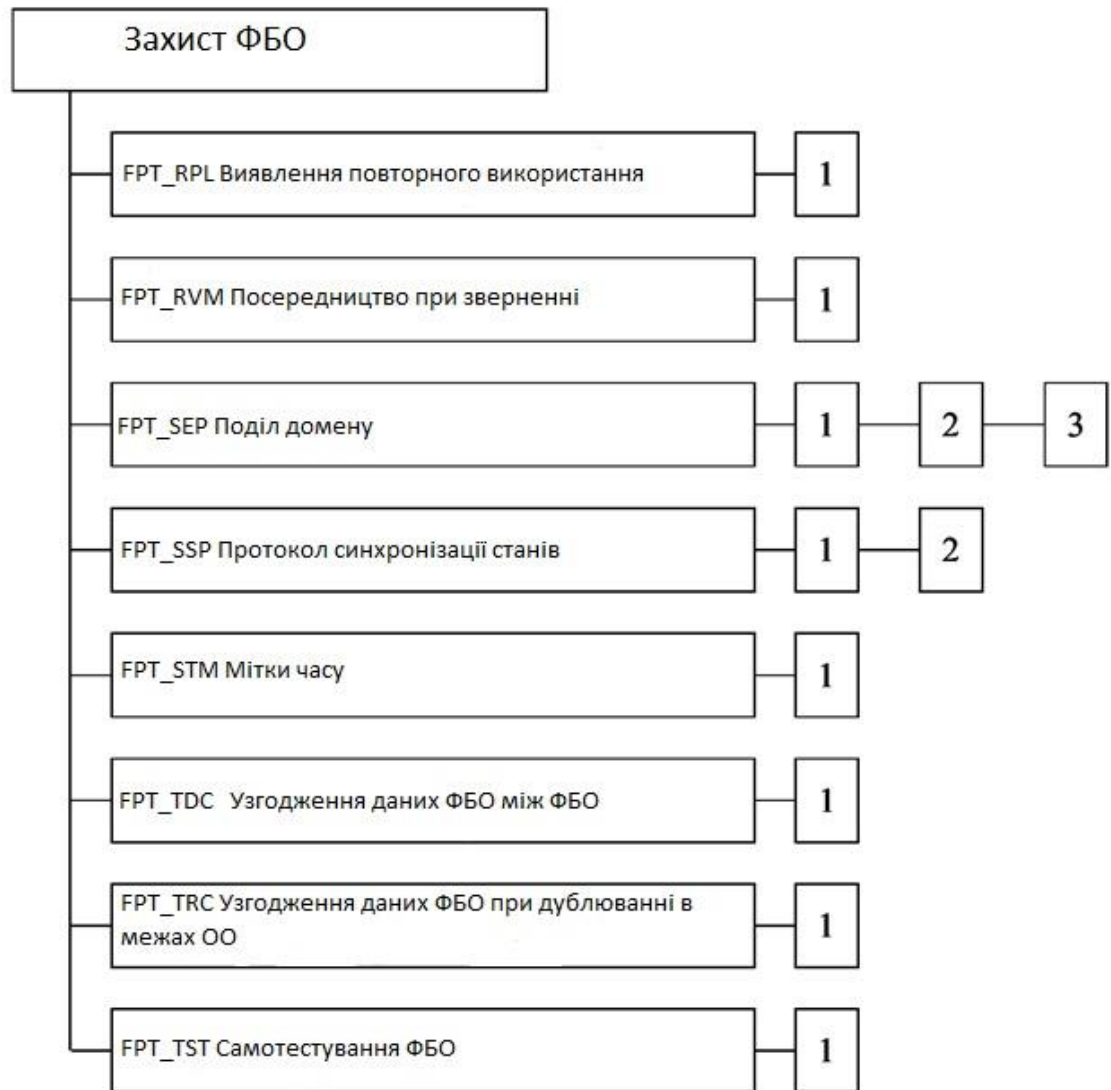 Захист ФБО
FPT_RPL Виявлення повторного використання
1
FPT_RVM Посередництво при зверненні
1
FPT_SEP Поділ домену
1
2
3
FPT_SSP Протокол синхронізації станів
1
2
FPT_STM Мітки часу
1
FPT_TDC Узгодження даних ФБО між ФБО
1
FPT_TRC Узгодження даних ФБО при дублюванні в
межах ОО
1
FPT_TST Самотестування ФБО
1